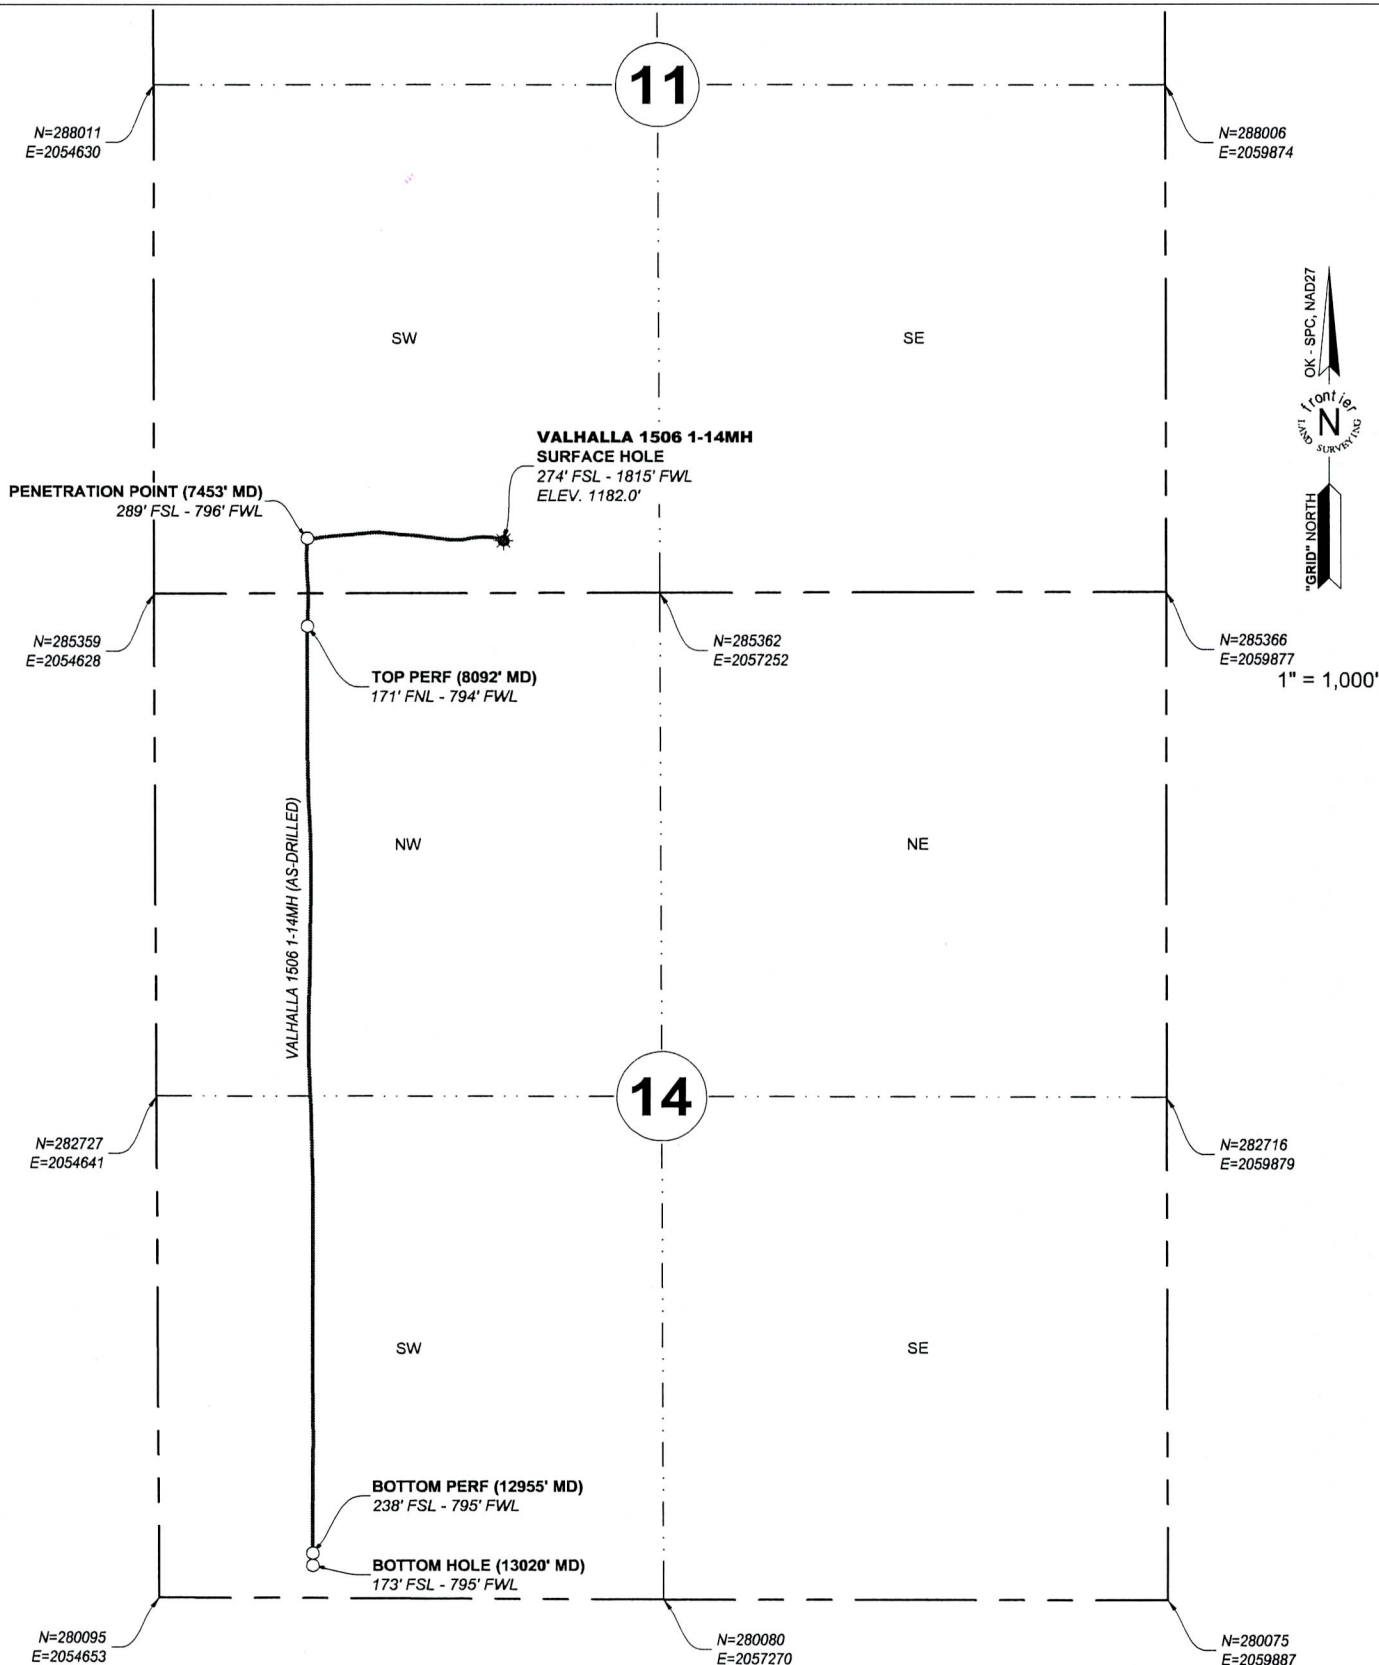 11
N=288011
E=2054630
N=288006
E=2059874
OK - SPC, NAD27
frontier
N
LAND SURVEYING
"GRID" NORTH
SW
SE
VALHALLA 1506 1-14MH
SURFACE HOLE
274' FSL - 1815' FWL
ELEV. 1182.0'
PENETRATION POINT (7453' MD)
289' FSL - 796' FWL
N=285359
E=2054628
N=285362
E=2057252
N=285366
E=2059877
1" = 1,000'
TOP PERF (8092' MD)
171' FNL - 794' FWL
VALHALLA 1506 1-14MH (AS-DRILLED)
NW
NE
14
N=282727
E=2054641
N=282716
E=2059879
SW
SE
BOTTOM PERF (12955' MD)
238' FSL - 795' FWL
BOTTOM HOLE (13020' MD)
173' FSL - 795' FWL
N=280095
E=2054653
N=280080
E=2057270
N=280075
E=2059887